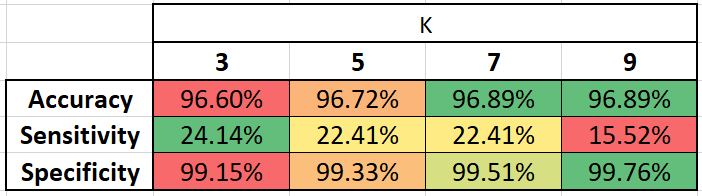 K
3 5 7 9
Accuracy 96.60% 96.72% 96.89% 96.89%
Sensitivity 24.14% 22.41% 22.41% 15.52%
Specificity 99.15% 99.33% 99.51% 99.76%